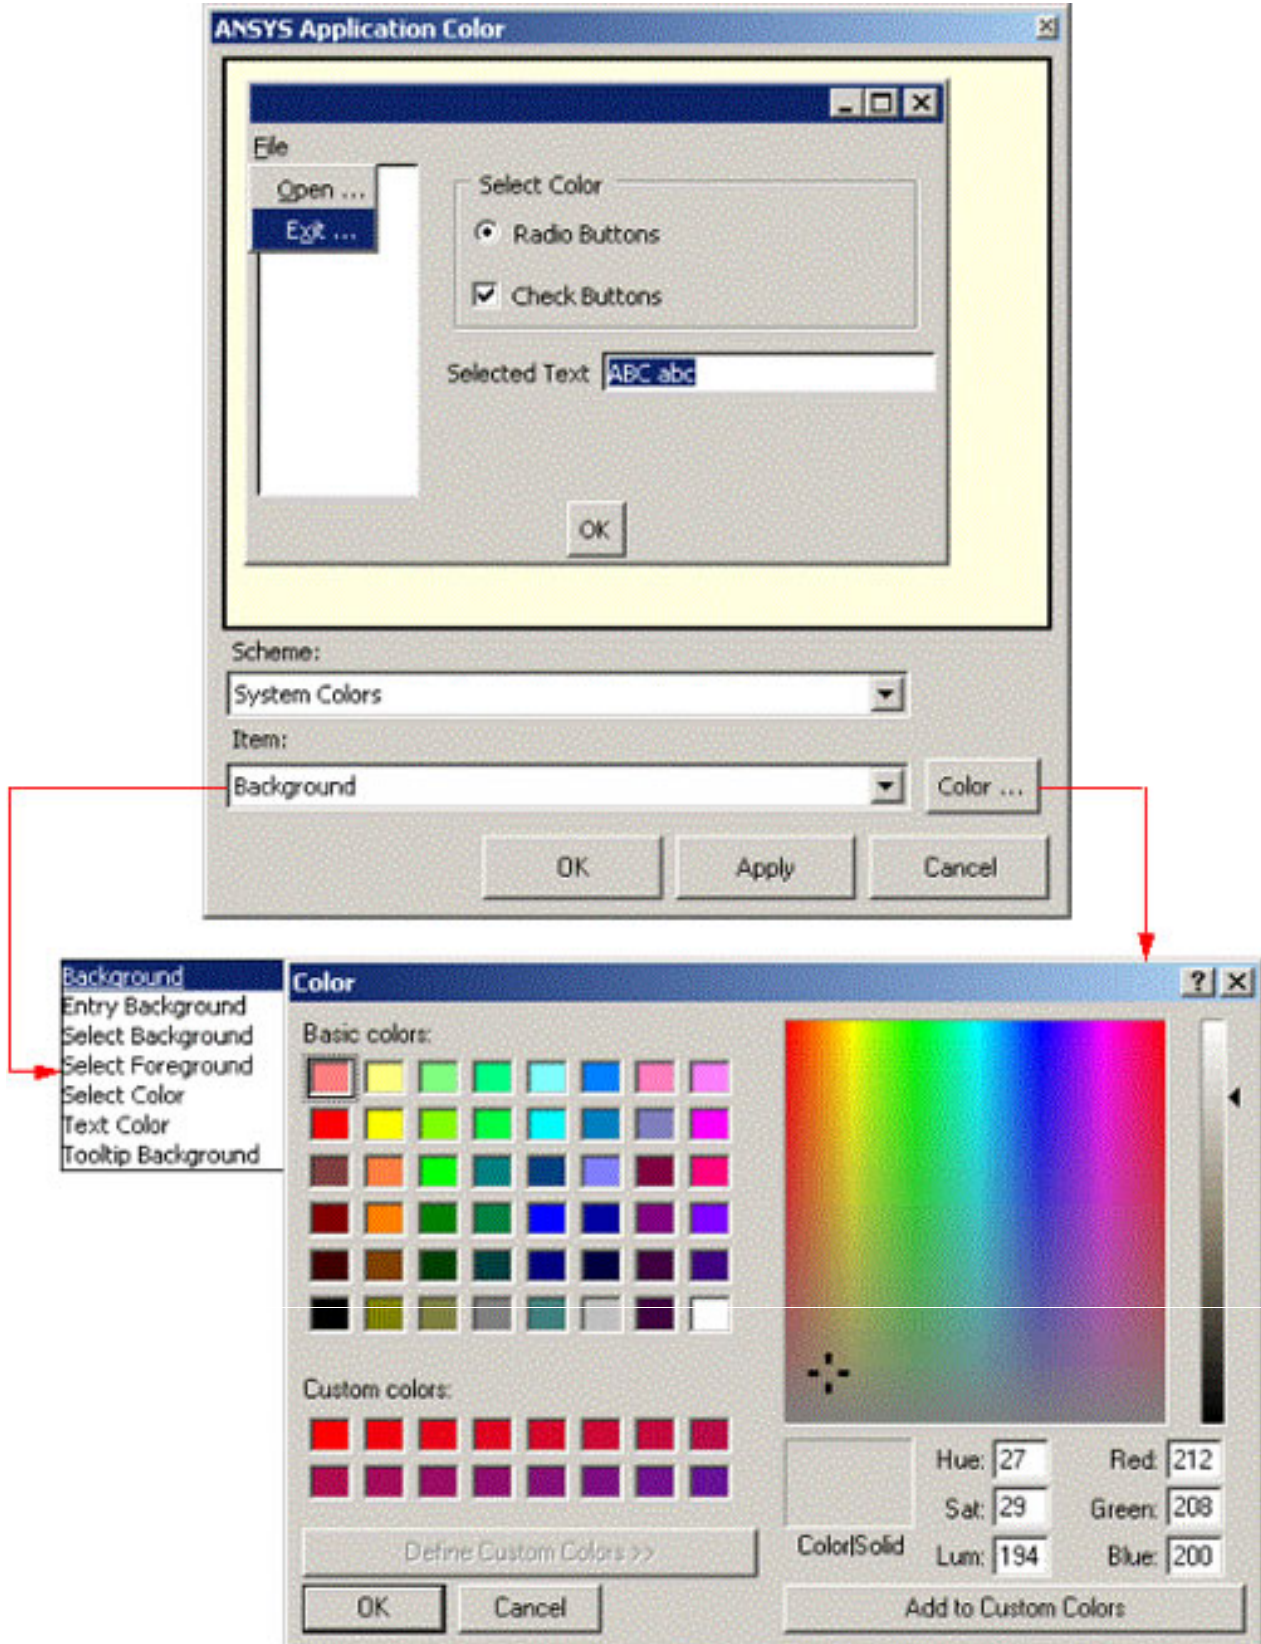 ANSYS Application Color
File
Open ...
Exit ...
Select Color
Radio Buttons
Check Buttons
Selected Text ABC abc
OK
Scheme:
System Colors
Item:
Background
Color ...
OK Apply Cancel
Background
Entry Background
Select Background
Select Foreground
Select Color
Text Color
Tooltip Background
Color
Basic colors:
Custom colors:
Define Custom Colors >>
OK Cancel
Color|Solid
Hue: 27 Red: 212
Sat: 29 Green: 208
Lum: 194 Blue: 200
Add to Custom Colors